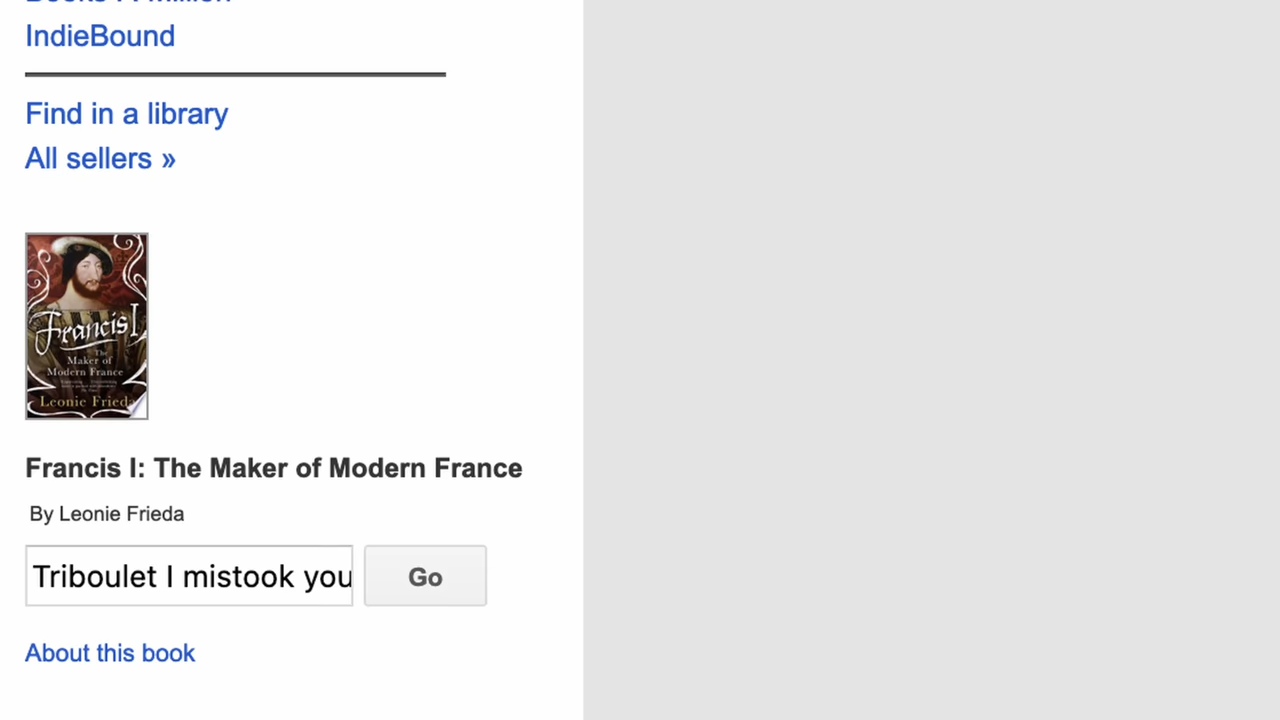 IndieBound
Find in a library
All sellers »
Francis I
The
Maker of
Modern France
Leonie Frieda
Francis I: The Maker of Modern France
By Leonie Frieda
Triboulet I mistook you
Go
About this book